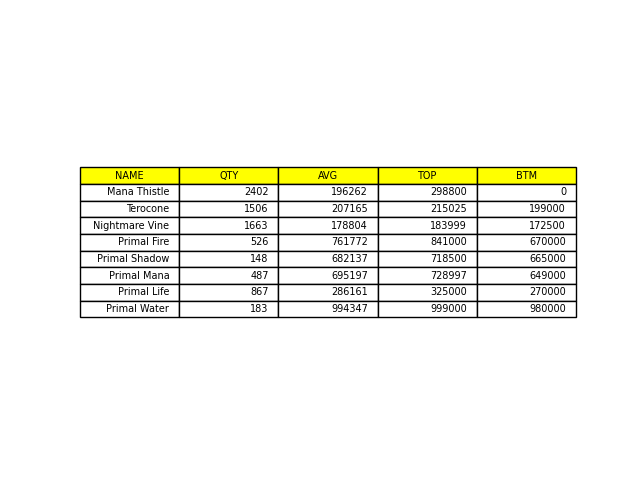 NAME QTY AVG TOP BTM
Mana Thistle 2402 196262 298800 0
Terocone 1506 207165 215025 199000
Nightmare Vine 1663 178804 183999 172500
Primal Fire 526 761772 841000 670000
Primal Shadow 148 682137 718500 665000
Primal Mana 487 695197 728997 649000
Primal Life 867 286161 325000 270000
Primal Water 183 994347 999000 980000